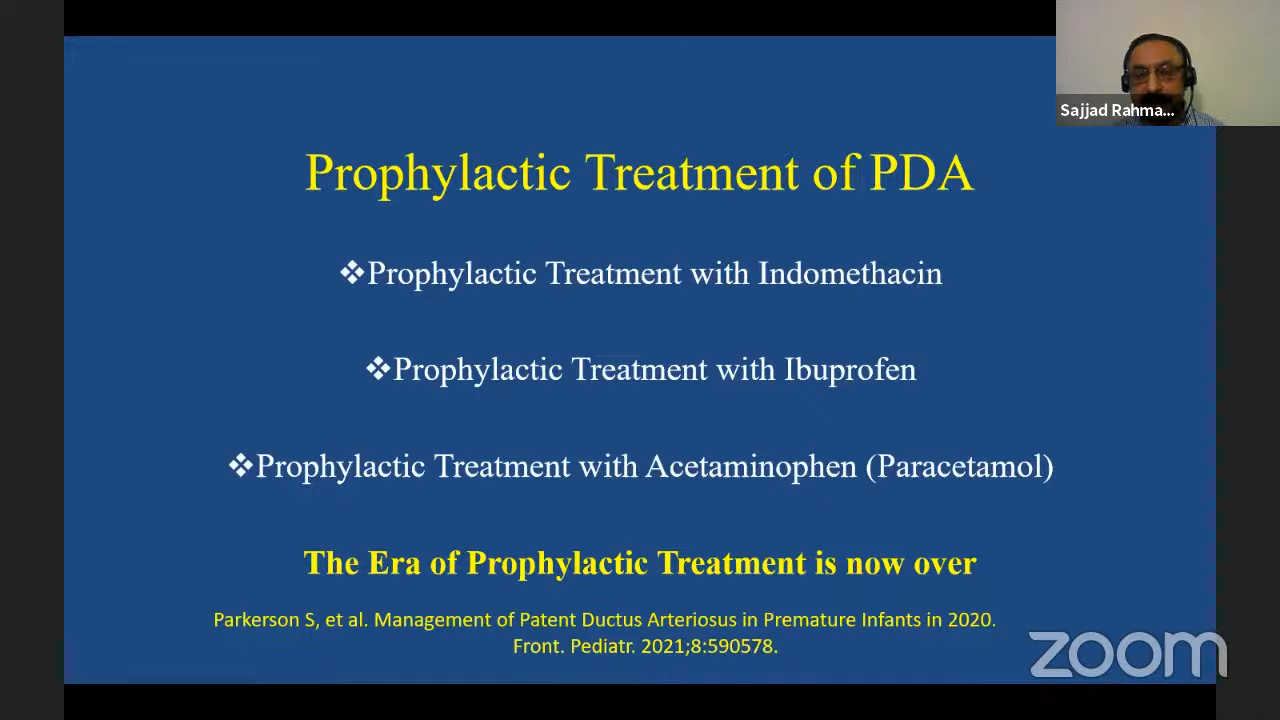 Sajjad Rahma...
Prophylactic Treatment of PDA
❖Prophylactic Treatment with Indomethacin
❖Prophylactic Treatment with Ibuprofen
❖Prophylactic Treatment with Acetaminophen (Paracetamol)
The Era of Prophylactic Treatment is now over
Parkerson S, et al. Management of Patent Ductus Arteriosus in Premature Infants in 2020.
Front. Pediatr. 2021;8:590578.
zoom